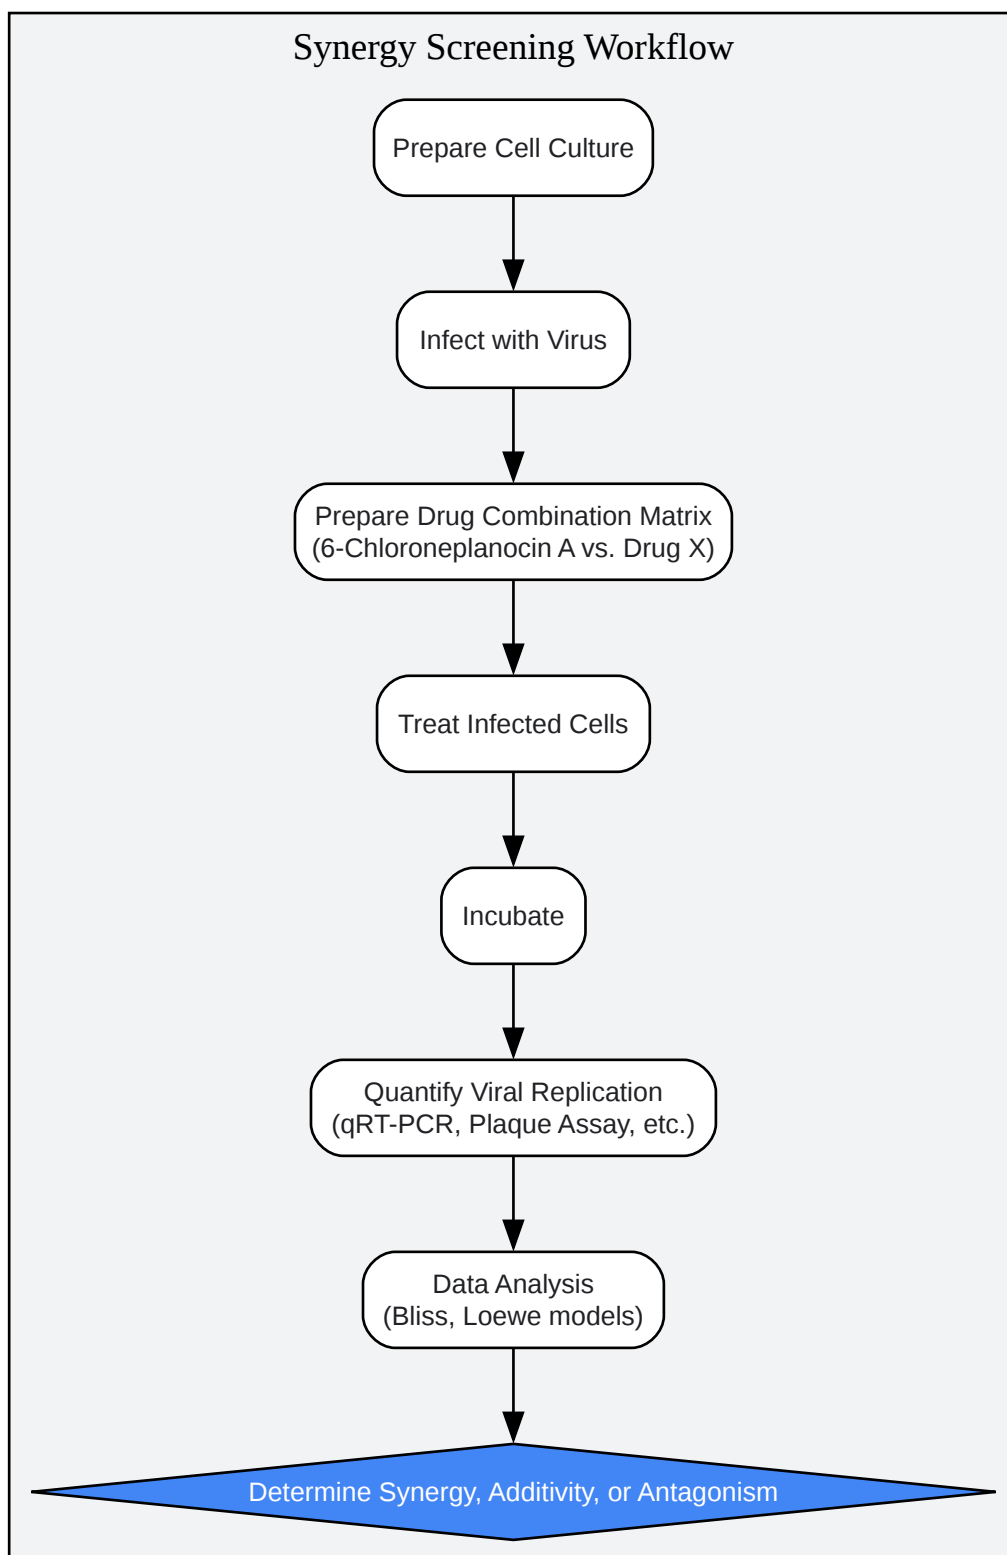 Synergy Screening Workflow
Prepare Cell Culture
Infect with Virus
Prepare Drug Combination Matrix
(6-Chloroneplanocin A vs. Drug X)
Treat Infected Cells
Incubate
Quantify Viral Replication
(qRT-PCR, Plaque Assay, etc.)
Data Analysis
(Bliss, Loewe models)
Determine Synergy, Additivity, or Antagonism